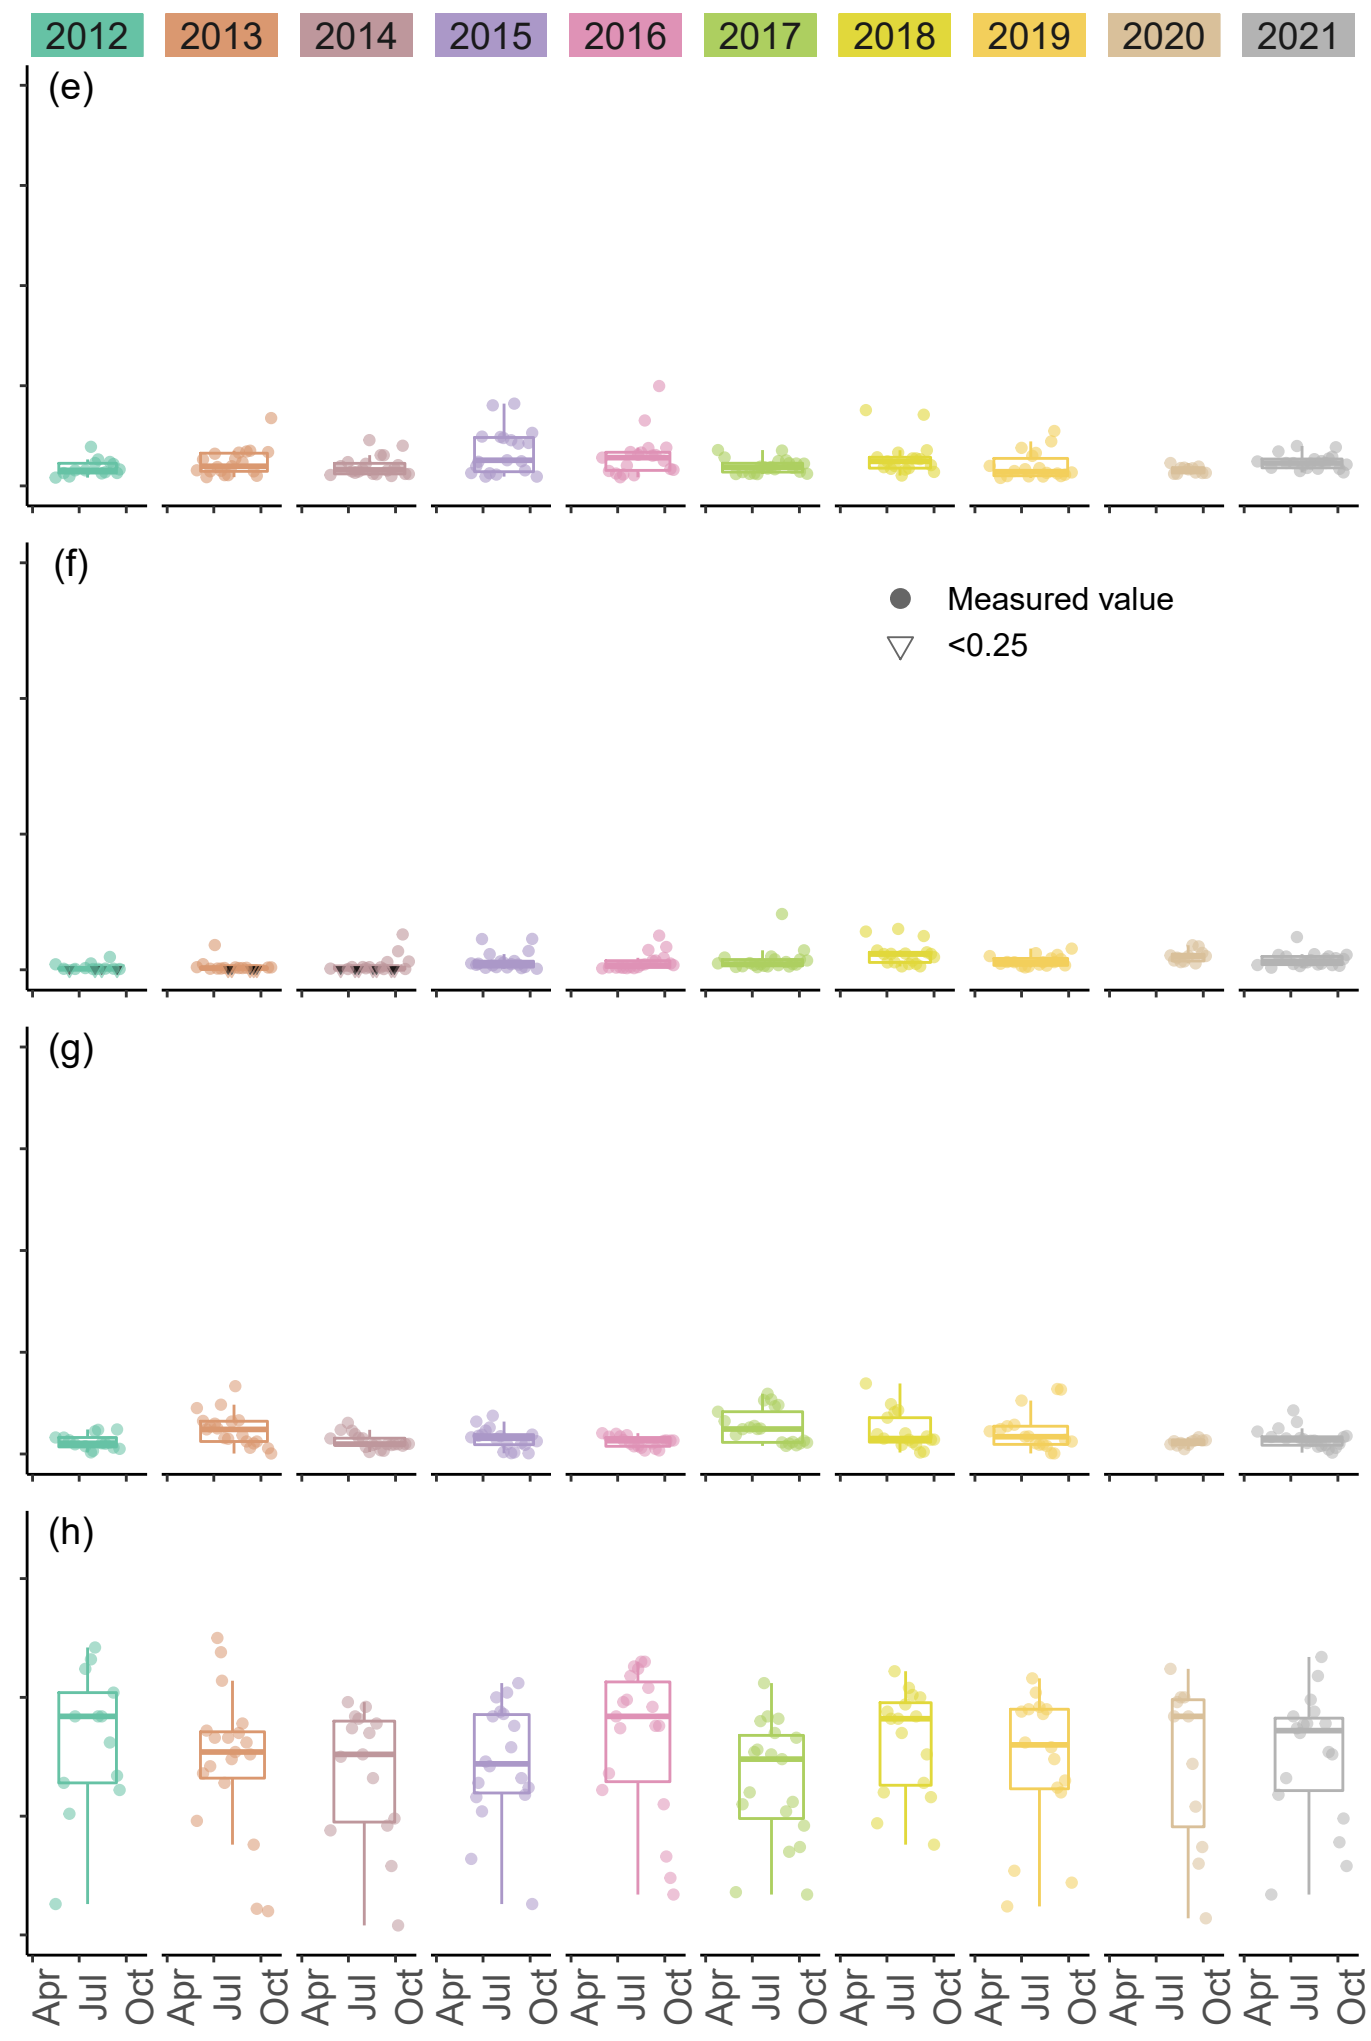 2012 2013 2014 2015 2016 2017 2018 2019 2020 2021
(e)
(f)
Measured value
<0.25
(g)
(h)
Apr Jul Oct Apr Jul Oct Apr Jul Oct Apr Jul Oct Apr Jul Oct Apr Jul Oct Apr Jul Oct Apr Jul Oct Apr Jul Oct Apr Jul Oct